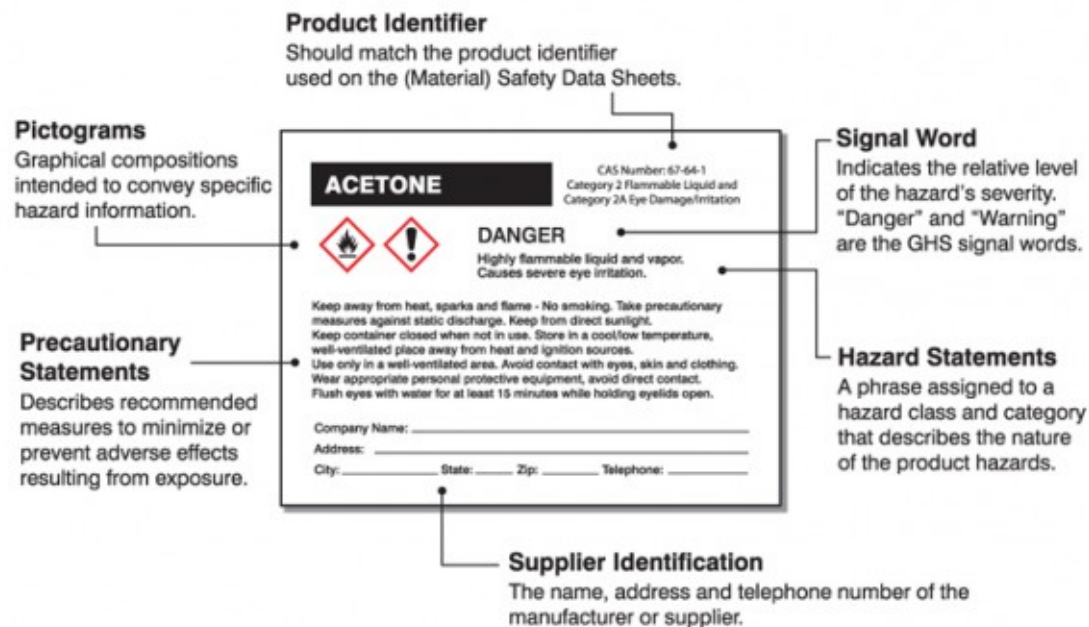 Product Identifier
Should match the product identifier
used on the (Material) Safety Data Sheets.
Pictograms
Graphical compositions
intended to convey specific
hazard information.
Signal Word
Indicates the relative level
of the hazard's severity.
"Danger" and "Warning"
are the GHS signal words.
ACETONE
CAS Number: 67-64-1
Category 2 Flammable Liquid and
Category 2A Eye Damage/Irritation
DANGER
Highly flammable liquid and vapor.
Causes severe eye irritation.
Keep away from heat, sparks and flame - No smoking. Take precautionary
measures against static discharge. Keep from direct sunlight.
Keep container closed when not in use. Store in a cool/low temperature,
well-ventilated place away from heat and ignition sources.
Use only in a well-ventilated area. Avoid contact with eyes, skin and clothing.
Wear appropriate personal protective equipment, avoid direct contact.
Flush eyes with water for at least 15 minutes while holding eyelids open.
Company Name:
Address:
City: State: Zip: Telephone:
Precautionary
Statements
Describes recommended
measures to minimize or
prevent adverse effects
resulting from exposure.
Hazard Statements
A phrase assigned to a
hazard class and category
that describes the nature
of the product hazards.
Supplier Identification
The name, address and telephone number of the
manufacturer or supplier.